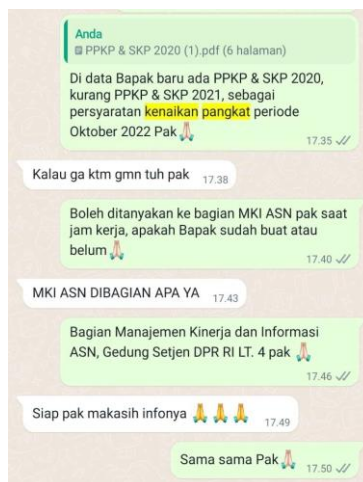 Anda
PPKP & SKP 2020 (1).pdf (6 halaman)
Di data Bapak baru ada PPKP & SKP 2020,
kurang PPKP & SKP 2021, sebagai
persyaratan kenaikan pangkat periode
Oktober 2022 Pak🙏🏻
17.35
Kalau ga ktm gmn tuh pak 17.38
Boleh ditanyakan ke bagian MKI ASN pak saat
jam kerja, apakah Bapak sudah buat atau
belum🙏🏻
17.40
MKI ASN DIBAGIAN APA YA 17.43
Bagian Manajemen Kinerja dan Informasi
ASN, Gedung Setjen DPR RI LT. 4 pak 🙏🏻
17.46
Siap pak makasih infonya 🙏🙏🙏 17.49
Sama sama Pak🙏🏻 17.50